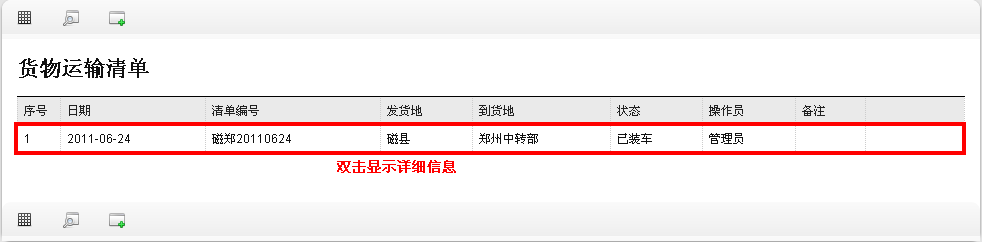 货物运输清单
序号 日期 清单编号 发货地 到货地 状态 操作员 备注
1 2011-06-24 磁郑20110624 磁县 郑州中转部 已装车 管理员
双击显示详细信息